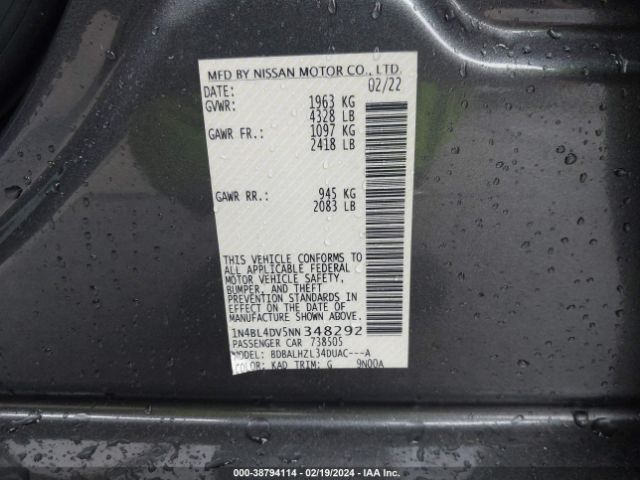 MFD BY NISSAN MOTOR CO., LTD.
DATE: 02/22
GVWR: 1963 KG
4328 LB
GAWR FR.: 1097 KG
2418 LB
GAWR RR.: 945 KG
2083 LB
THIS VEHICLE CONFORMS TO
ALL APPLICABLE FEDERAL
MOTOR VEHICLE SAFETY,
BUMPER, AND THEFT
PREVENTION STANDARDS IN
EFFECT ON THE DATE OF
MANUFACTURE SHOWN ABOVE.
1N4BL4DV5NN348292
PASSENGER CAR 738505
MODEL: BDBALHZL34DUAC---A
COLOR: KAD TRIM: G 9N00A
000-38794114 - 02/19/2024 - IAA Inc.